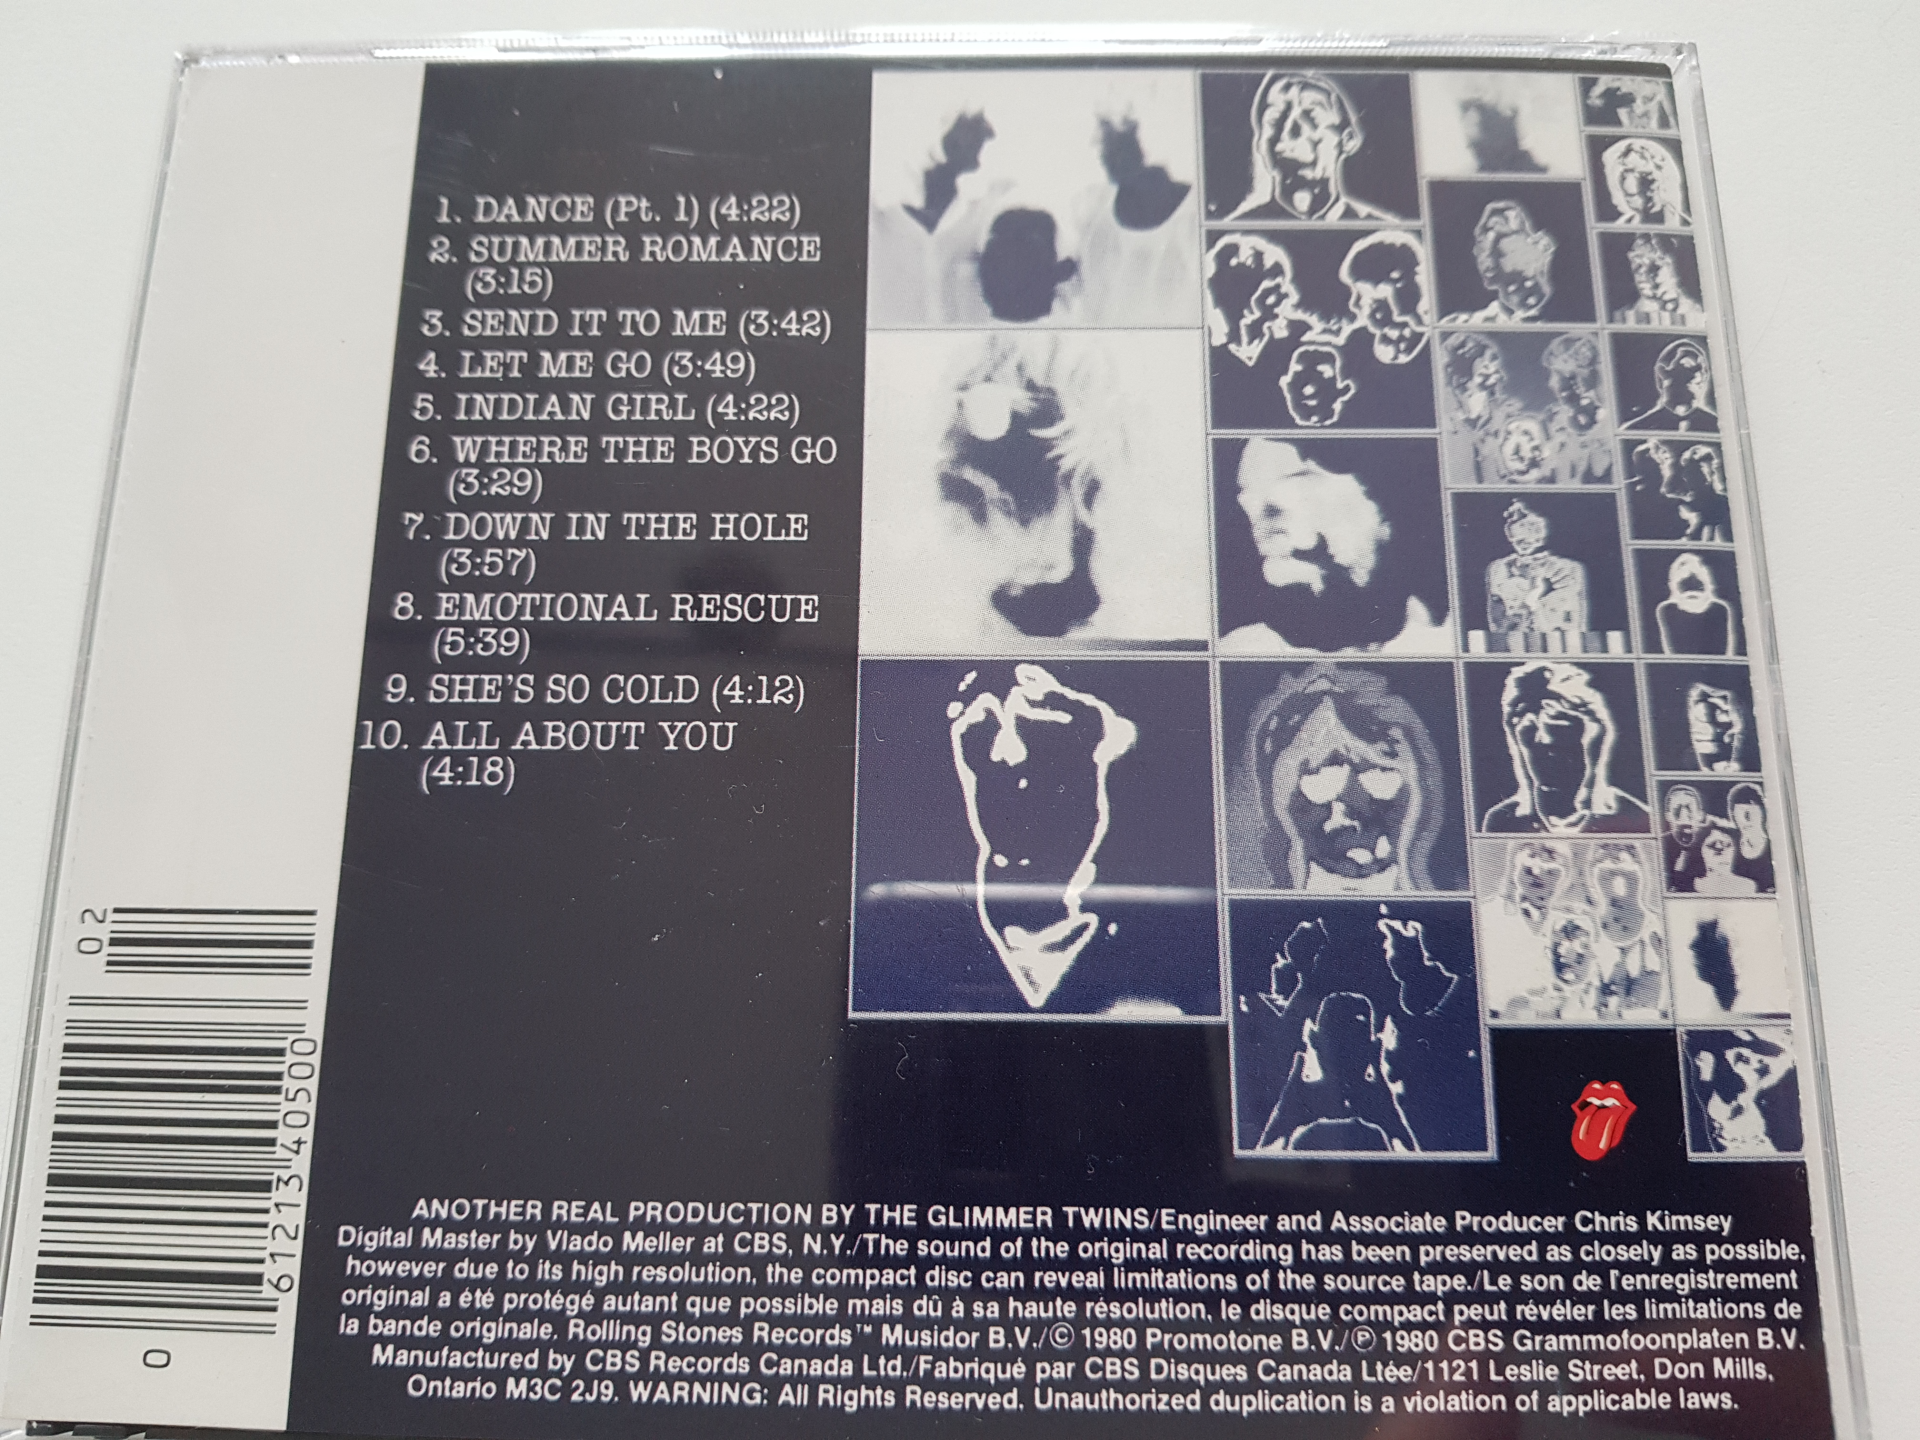 1. DANCE (Pt. 1) (4:22)
2. SUMMER ROMANCE
(3:15)
3. SEND IT TO ME (3:42)
4. LET ME GO (3:49)
5. INDIAN GIRL (4:22)
6. WHERE THE BOYS GO
(3:29)
7. DOWN IN THE HOLE
(3:57)
8. EMOTIONAL RESCUE
(5:39)
9. SHE'S SO COLD (4:12)
10. ALL ABOUT YOU
(4:18)
02
6 12134 0500
0
ANOTHER REAL PRODUCTION BY THE GLIMMER TWINS/Engineer and Associate Producer Chris Kimsey
Digital Master by Vlado Meller at CBS, N.Y./The sound of the original recording has been preserved as closely as possible,
however due to its high resolution, the compact disc can reveal limitations of the source tape./Le son de l'enregistrement
original a été protégé autant que possible mais dû à sa haute résolution, le disque compact peut révéler les limitations de
la bande originale. Rolling Stones Records™ Musidor B.V./© 1980 Promotone B.V./℗ 1980 CBS Grammofoonplaten B.V.
Manufactured by CBS Records Canada Ltd./Fabriqué par CBS Disques Canada Ltée/1121 Leslie Street, Don Mills,
Ontario M3C 2J9. WARNING: All Rights Reserved. Unauthorized duplication is a violation of applicable laws.